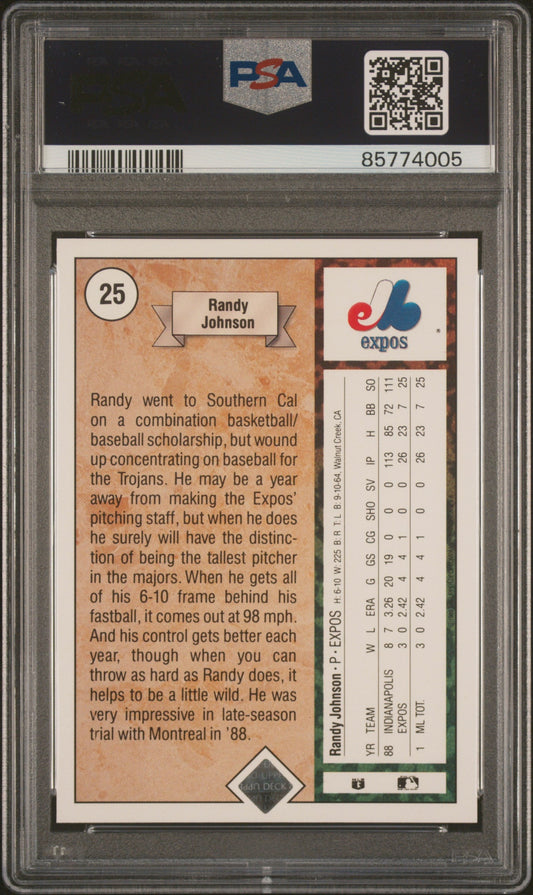 PSA
85774005
25
Randy
Johnson
expos
Randy went to Southern Cal
on a combination basketball/
baseball scholarship, but wound
up concentrating on baseball for
the Trojans. He may be a year
away from making the Expos'
pitching staff, but when he does
he surely will have the distinc-
tion of being the tallest pitcher
in the majors. When he gets all
of his 6-10 frame behind his
fastball, it comes out at 98 mph.
And his control gets better each
year, though when you can
throw as hard as Randy does, it
helps to be a little wild. He was
very impressive in late-season
trial with Montreal in '88.
Randy Johnson • P • EXPOS H: 6-10 W: 225 B: R T: L B: 9-10-64, Walnut Creek, CA
YR TEAM W L ERA G GS CG SHO SV IP H BB SO
88 INDIANAPOLIS 8 7 3.26 20 19 0 0 0 113 85 72 111
EXPOS 3 0 2.42 4 4 1 0 0 26 23 7 25
1 ML TOT. 3 0 2.42 4 4 1 0 0 26 23 7 25
PSA